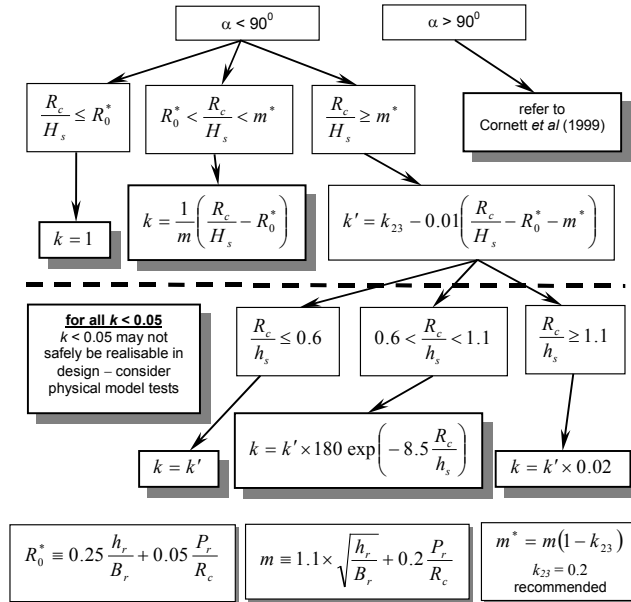 α < 90⁰
α > 90⁰
R_c/H_s ≤ R_0^*
R_0^* < R_c/H_s < m^*
R_c/H_s ≥ m^*
refer to
Cornett et al (1999)
k = 1
k = 1/m (R_c/H_s − R_0^*)
k′ = k_23 − 0.01(R_c/H_s − R_0^* − m^*)
for all k < 0.05
k < 0.05 may not
safely be realisable in
design – consider
physical model tests
R_c/h_s ≤ 0.6
0.6 < R_c/h_s < 1.1
R_c/h_s ≥ 1.1
k = k′
k = k′ × 180 exp(− 8.5 R_c/h_s)
k = k′ × 0.02
R_0^* ≡ 0.25 h_r/B_r + 0.05 P_r/R_c
m ≡ 1.1 × √(h_r/B_r) + 0.2 P_r/R_c
m^* = m(1 − k_23)
k_23 = 0.2
recommended